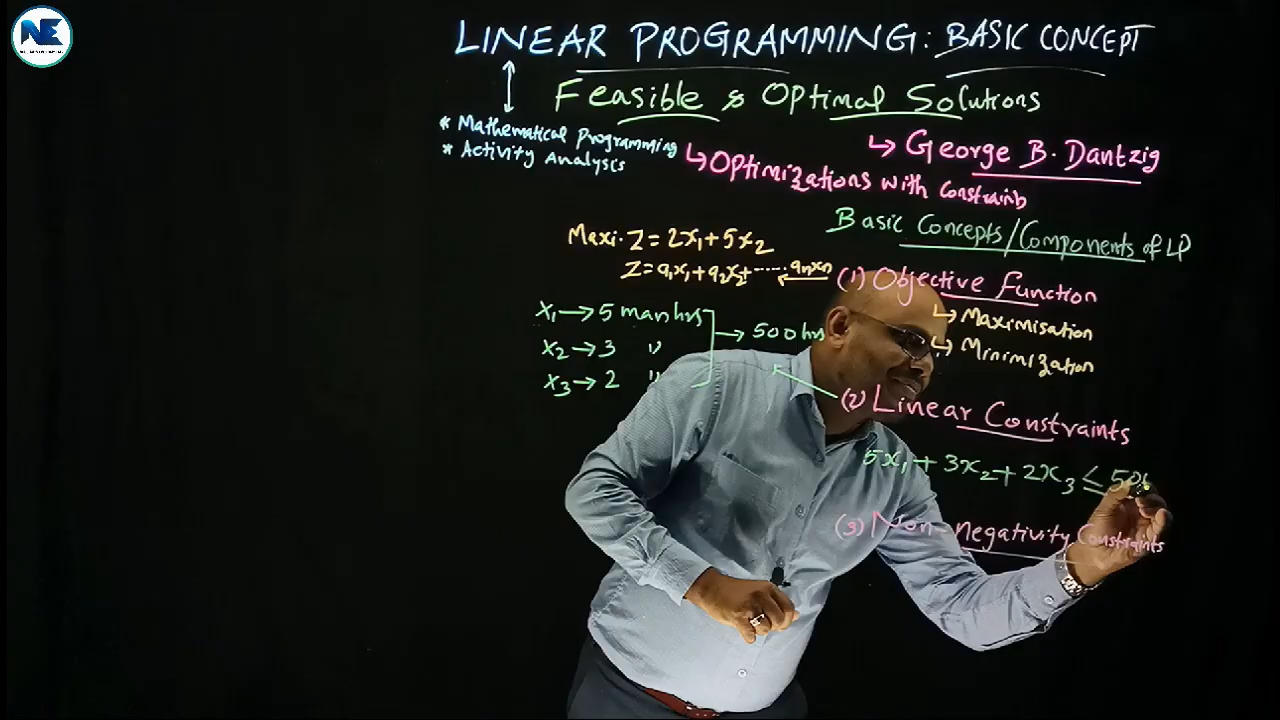 NE
LINEAR PROGRAMMING: BASIC CONCEPT
Feasible & Optimal Solutions
* Mathematical Programming
* Activity Analysis
↳ George B. Dantzig
↳ Optimizations with Constraints
Basic Concepts/Components of LP
Maxi. Z = 2x₁ + 5x₂
Z = a₁x₁ + a₂x₂ + ...... aₙxₙ
(1) Objective Function
↳ Maximisation
↳ Minimization
x₁ → 5 man hrs
x₂ → 3 "
x₃ → 2 "
→ 500 hrs
(2) Linear Constraints
5x₁ + 3x₂ + 2x₃ ≤ 500
(3) Non-negativity Constraints